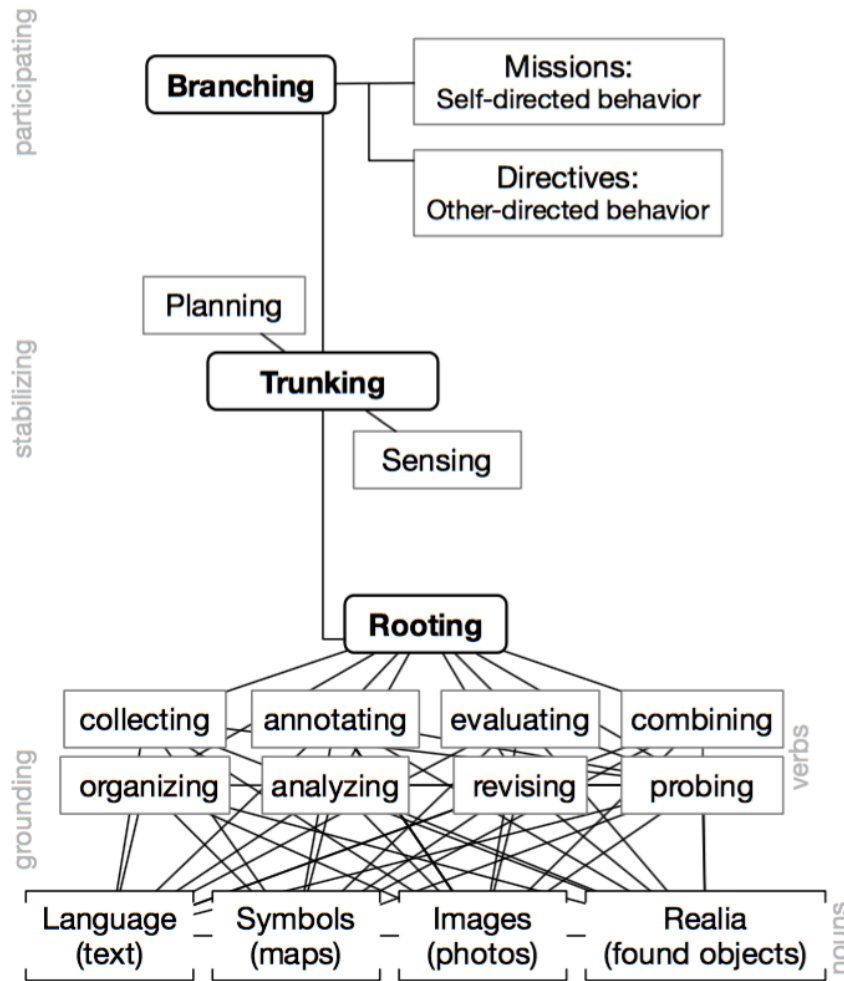 participating
Branching
Missions:
Self-directed behavior
Directives:
Other-directed behavior
stabilizing
Planning
Trunking
Sensing
Rooting
grounding
collecting
annotating
evaluating
combining
verbs
organizing
analyzing
revising
probing
Language
(text)
Symbols
(maps)
Images
(photos)
Realia
(found objects)
nouns